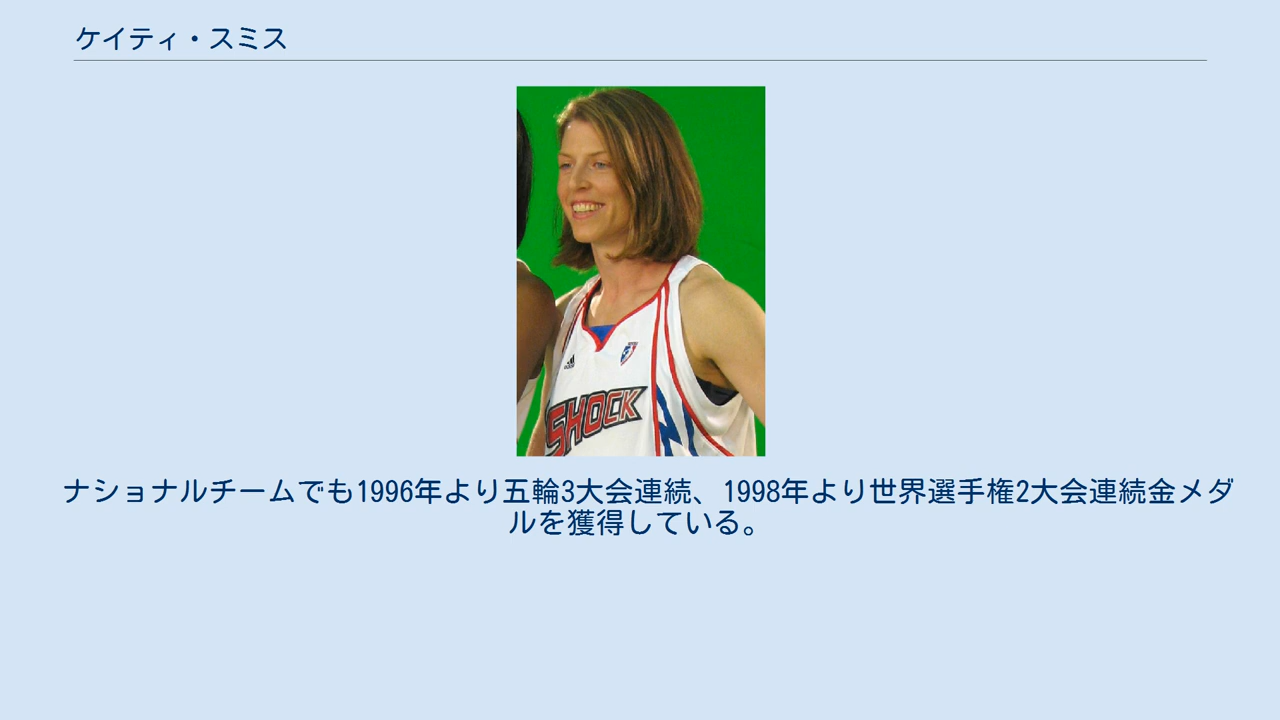 ケイティ・スミス
adidas
SHOCK
ナショナルチームでも1996年より五輪3大会連続、1998年より世界選手権2大会連続金メダ
ルを獲得している。